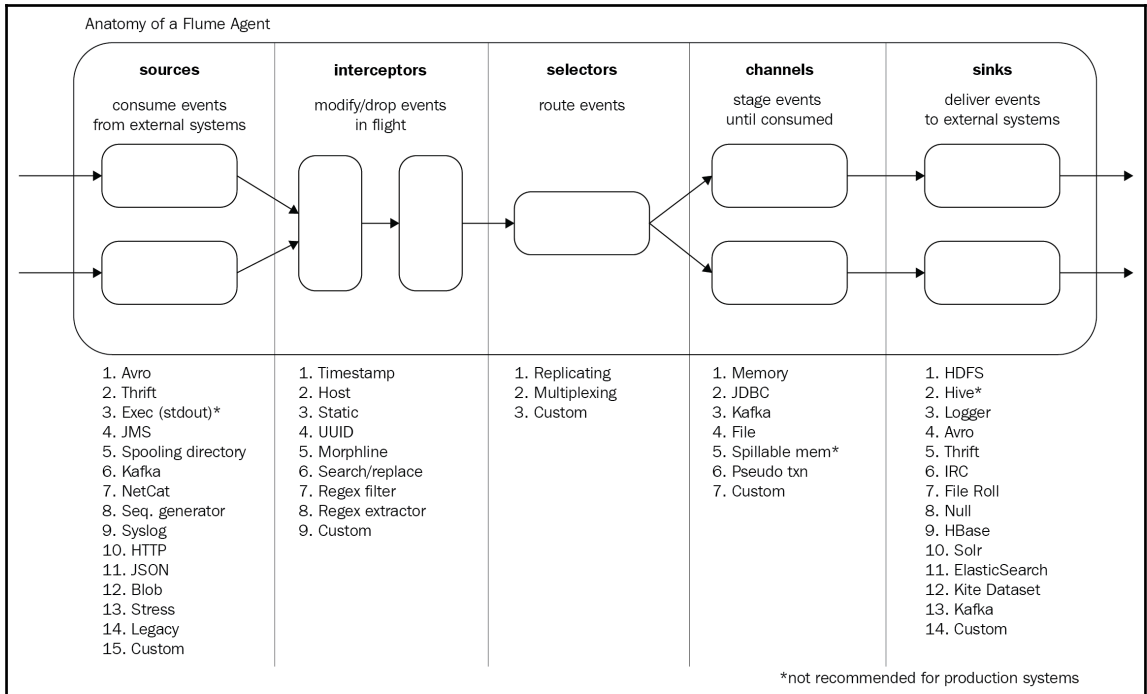 Anatomy of a Flume Agent
sources
consume events
from external systems
interceptors
modify/drop events
in flight
selectors
route events
channels
stage events
until consumed
sinks
deliver events
to external systems
1. Avro
2. Thrift
3. Exec (stdout)*
4. JMS
5. Spooling directory
6. Kafka
7. NetCat
8. Seq. generator
9. Syslog
10. HTTP
11. JSON
12. Blob
13. Stress
14. Legacy
15. Custom
1. Timestamp
2. Host
3. Static
4. UUID
5. Morphline
6. Search/replace
7. Regex filter
8. Regex extractor
9. Custom
1. Replicating
2. Multiplexing
3. Custom
1. Memory
2. JDBC
3. Kafka
4. File
5. Spillable mem*
6. Pseudo txn
7. Custom
1. HDFS
2. Hive*
3. Logger
4. Avro
5. Thrift
6. IRC
7. File Roll
8. Null
9. HBase
10. Solr
11. ElasticSearch
12. Kite Dataset
13. Kafka
14. Custom
*not recommended for production systems